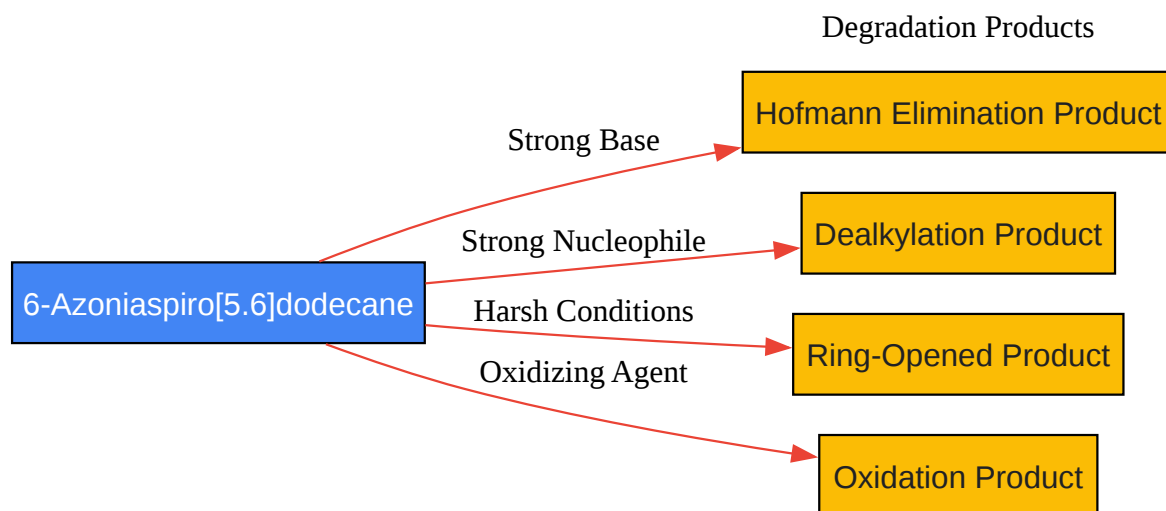 Degradation Products
Hofmann Elimination Product
Strong Base
Dealkylation Product
Strong Nucleophile
6-Azoniaspiro[5.6]dodecane
Harsh Conditions
Ring-Opened Product
Oxidizing Agent
Oxidation Product